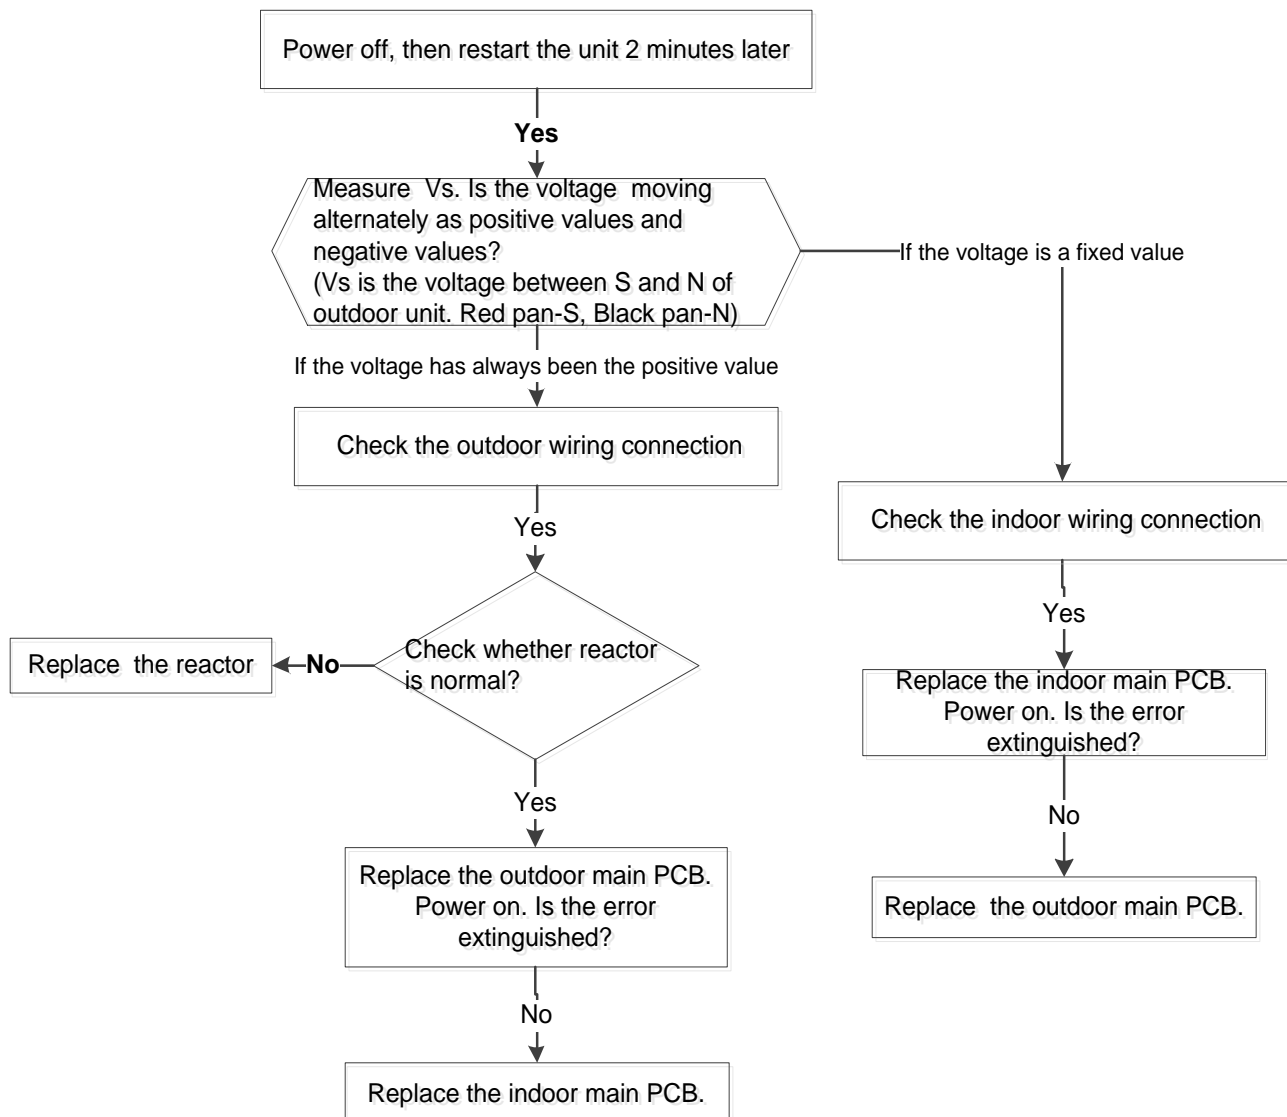 Power off, then restart the unit 2 minutes later
Yes
Measure Vs. Is the voltage moving
alternately as positive values and
negative values?
(Vs is the voltage between S and N of
outdoor unit. Red pan-S, Black pan-N)
If the voltage is a fixed value
If the voltage has always been the positive value
Check the outdoor wiring connection
Yes
Check the indoor wiring connection
Yes
Check whether reactor
is normal?
No
Replace the reactor
Replace the indoor main PCB.
Power on. Is the error
extinguished?
Yes
No
Replace the outdoor main PCB.
Power on. Is the error
extinguished?
Replace the outdoor main PCB.
No
Replace the indoor main PCB.